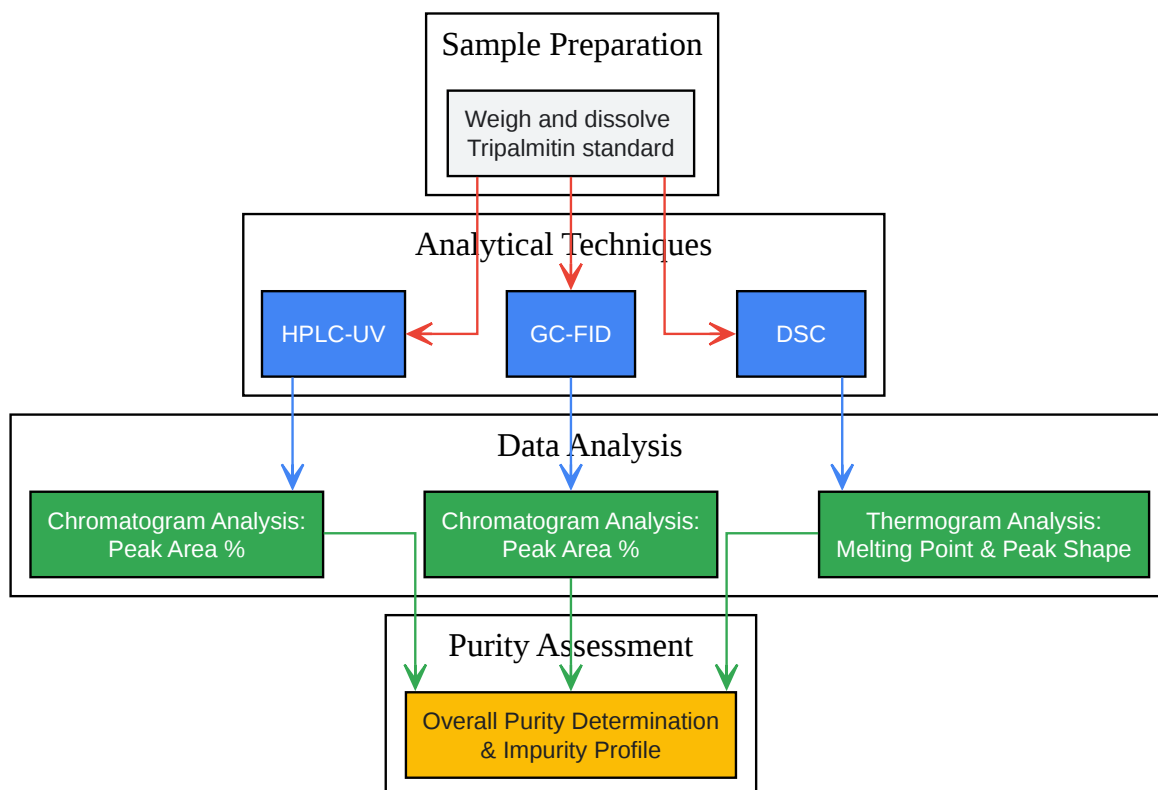 Sample Preparation
Weigh and dissolve
Tripalmitin standard
Analytical Techniques
HPLC-UV
GC-FID
DSC
Data Analysis
Chromatogram Analysis:
Peak Area %
Chromatogram Analysis:
Peak Area %
Thermogram Analysis:
Melting Point & Peak Shape
Purity Assessment
Overall Purity Determination
& Impurity Profile